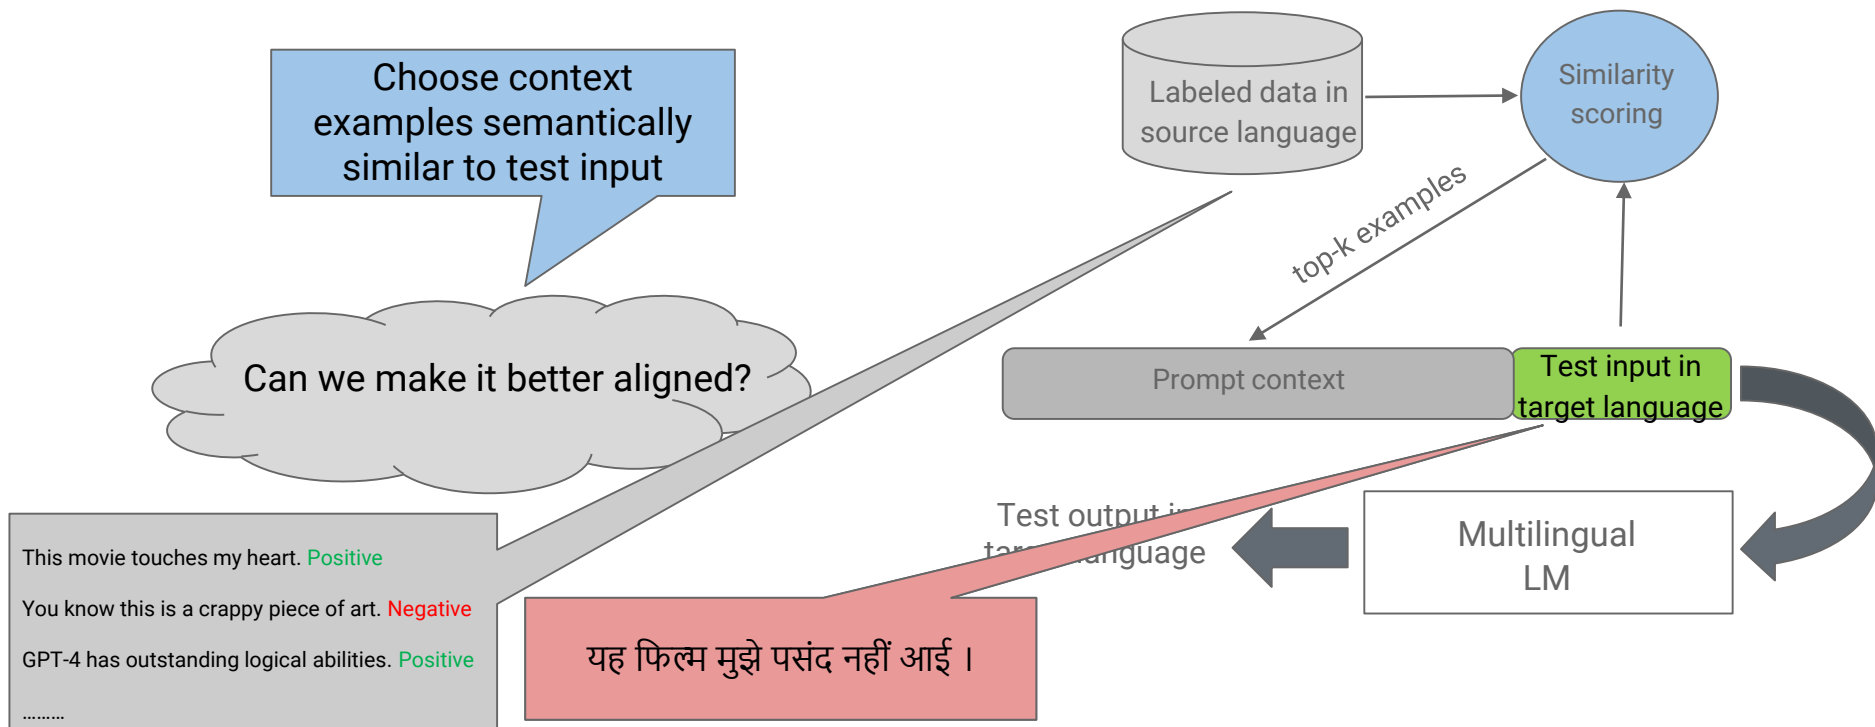 Choose context
examples semantically
similar to test input
Labeled data in
source language
Similarity
scoring
top-k examples
Can we make it better aligned?
Prompt context
Test input in
target language
Test output
language
Multilingual
LM
This movie touches my heart. Positive
You know this is a crappy piece of art. Negative
GPT-4 has outstanding logical abilities. Positive
.........
यह फिल्म मुझे पसंद नहीं आई ।